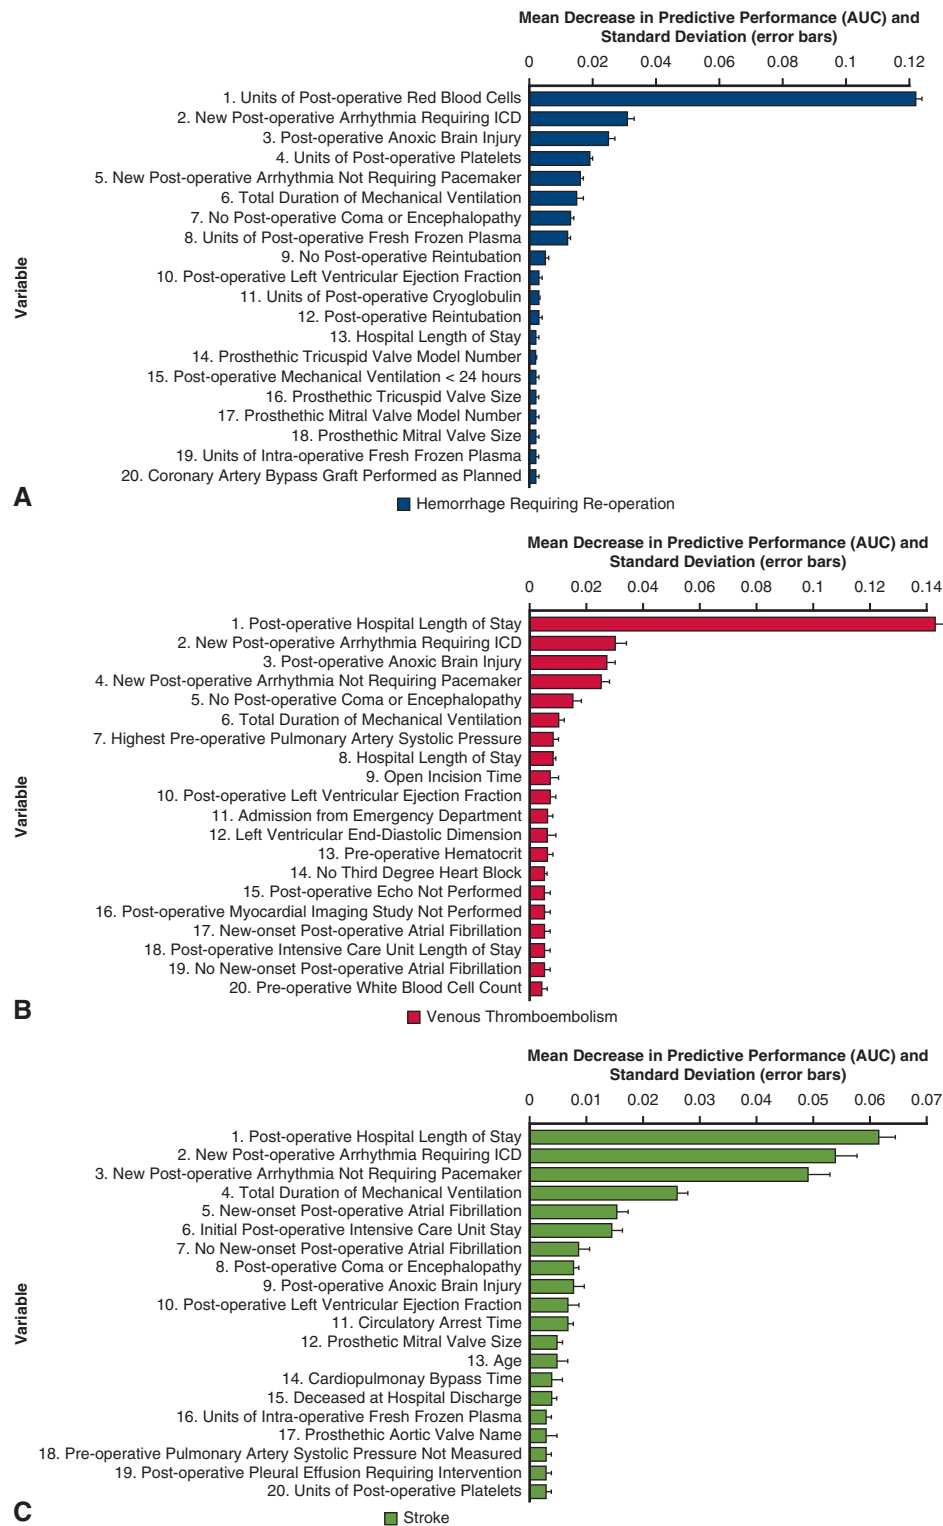 Mean Decrease in Predictive Performance (AUC) and
Standard Deviation (error bars)
0 0.02 0.04 0.06 0.08 0.1 0.12
Variable
1. Units of Post-operative Red Blood Cells
2. New Post-operative Arrhythmia Requiring ICD
3. Post-operative Anoxic Brain Injury
4. Units of Post-operative Platelets
5. New Post-operative Arrhythmia Not Requiring Pacemaker
6. Total Duration of Mechanical Ventilation
7. No Post-operative Coma or Encephalopathy
8. Units of Post-operative Fresh Frozen Plasma
9. No Post-operative Reintubation
10. Post-operative Left Ventricular Ejection Fraction
11. Units of Post-operative Cryoglobulin
12. Post-operative Reintubation
13. Hospital Length of Stay
14. Prosthethic Tricuspid Valve Model Number
15. Post-operative Mechanical Ventilation < 24 hours
16. Prosthethic Tricuspid Valve Size
17. Prosthethic Mitral Valve Model Number
18. Prosthethic Mitral Valve Size
19. Units of Intra-operative Fresh Frozen Plasma
20. Coronary Artery Bypass Graft Performed as Planned
A
Hemorrhage Requiring Re-operation
Mean Decrease in Predictive Performance (AUC) and
Standard Deviation (error bars)
0 0.02 0.04 0.06 0.08 0.1 0.12 0.14
Variable
1. Post-operative Hospital Length of Stay
2. New Post-operative Arrhythmia Requiring ICD
3. Post-operative Anoxic Brain Injury
4. New Post-operative Arrhythmia Not Requiring Pacemaker
5. No Post-operative Coma or Encephalopathy
6. Total Duration of Mechanical Ventilation
7. Highest Pre-operative Pulmonary Artery Systolic Pressure
8. Hospital Length of Stay
9. Open Incision Time
10. Post-operative Left Ventricular Ejection Fraction
11. Admission from Emergency Department
12. Left Ventricular End-Diastolic Dimension
13. Pre-operative Hematocrit
14. No Third Degree Heart Block
15. Post-operative Echo Not Performed
16. Post-operative Myocardial Imaging Study Not Performed
17. New-onset Post-operative Atrial Fibrillation
18. Post-operative Intensive Care Unit Length of Stay
19. No New-onset Post-operative Atrial Fibrillation
20. Pre-operative White Blood Cell Count
B
Venous Thromboembolism
Mean Decrease in Predictive Performance (AUC) and
Standard Deviation (error bars)
0 0.01 0.02 0.03 0.04 0.05 0.06 0.07
Variable
1. Post-operative Hospital Length of Stay
2. New Post-operative Arrhythmia Requiring ICD
3. New Post-operative Arrhythmia Not Requiring Pacemaker
4. Total Duration of Mechanical Ventilation
5. New-onset Post-operative Atrial Fibrillation
6. Initial Post-operative Intensive Care Unit Stay
7. No New-onset Post-operative Atrial Fibrillation
8. Post-operative Coma or Encephalopathy
9. Post-operative Anoxic Brain Injury
10. Post-operative Left Ventricular Ejection Fraction
11. Circulatory Arrest Time
12. Prosthetic Mitral Valve Size
13. Age
14. Cardiopulmonay Bypass Time
15. Deceased at Hospital Discharge
16. Units of Intra-operative Fresh Frozen Plasma
17. Prosthethic Aortic Valve Name
18. Pre-operative Pulmonary Artery Systolic Pressure Not Measured
19. Post-operative Pleural Effusion Requiring Intervention
20. Units of Post-operative Platelets
C
Stroke